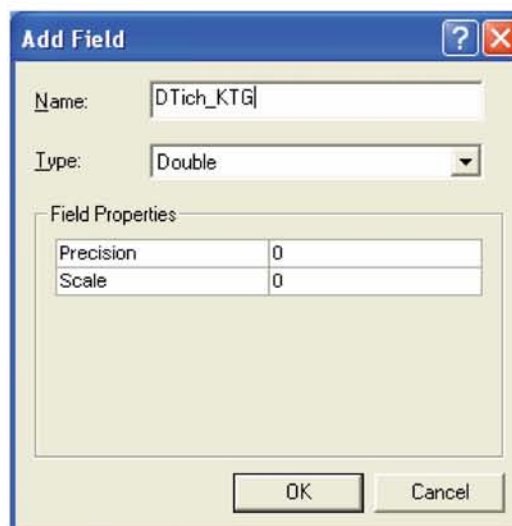 Add Field
Name: DTich_KTG
Type: Double
Field Properties
Precision 0
Scale 0
OK Cancel